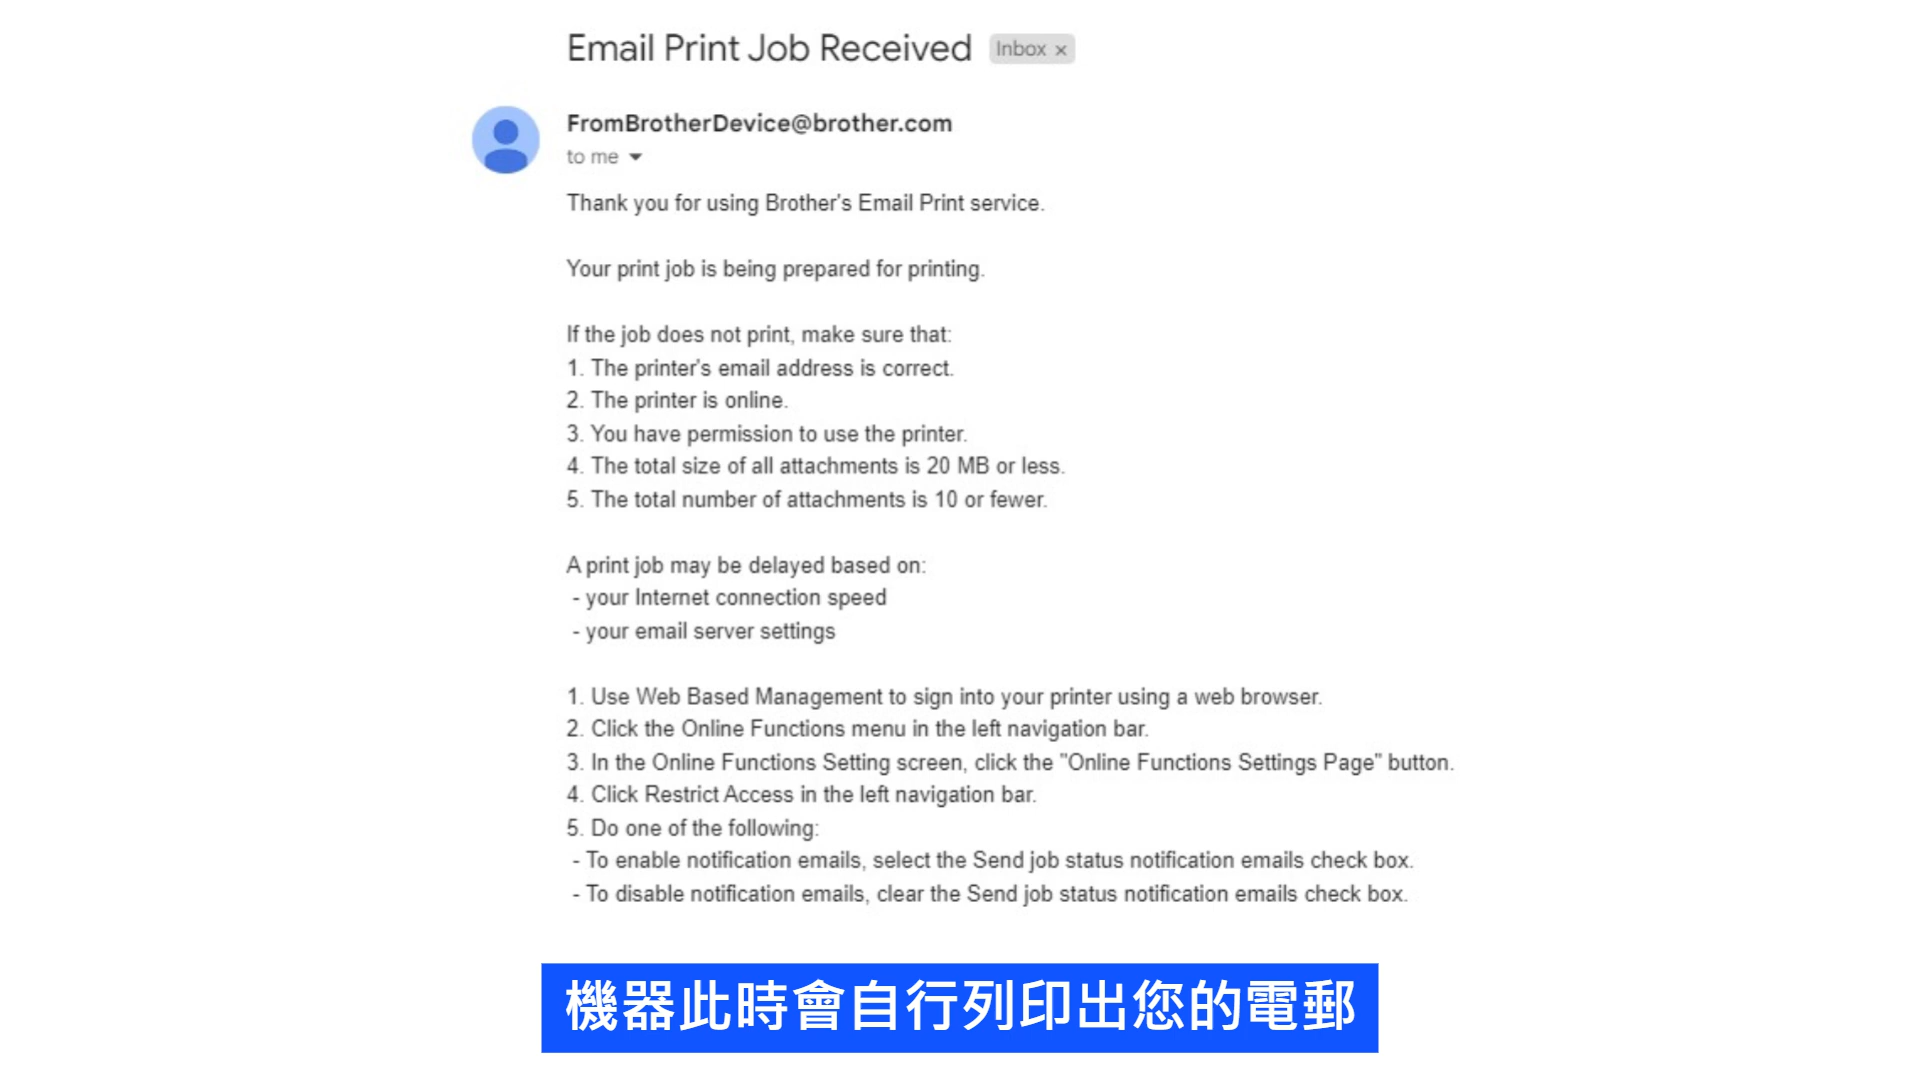 Email Print Job Received Inbox ×
FromBrotherDevice@brother.com
to me
Thank you for using Brother's Email Print service.
Your print job is being prepared for printing.
If the job does not print, make sure that:
1. The printer's email address is correct.
2. The printer is online.
3. You have permission to use the printer.
4. The total size of all attachments is 20 MB or less.
5. The total number of attachments is 10 or fewer.
A print job may be delayed based on:
- your Internet connection speed
- your email server settings
1. Use Web Based Management to sign into your printer using a web browser.
2. Click the Online Functions menu in the left navigation bar.
3. In the Online Functions Setting screen, click the "Online Functions Settings Page" button.
4. Click Restrict Access in the left navigation bar.
5. Do one of the following:
- To enable notification emails, select the Send job status notification emails check box.
- To disable notification emails, clear the Send job status notification emails check box.
機器此時會自行列印出您的電郵